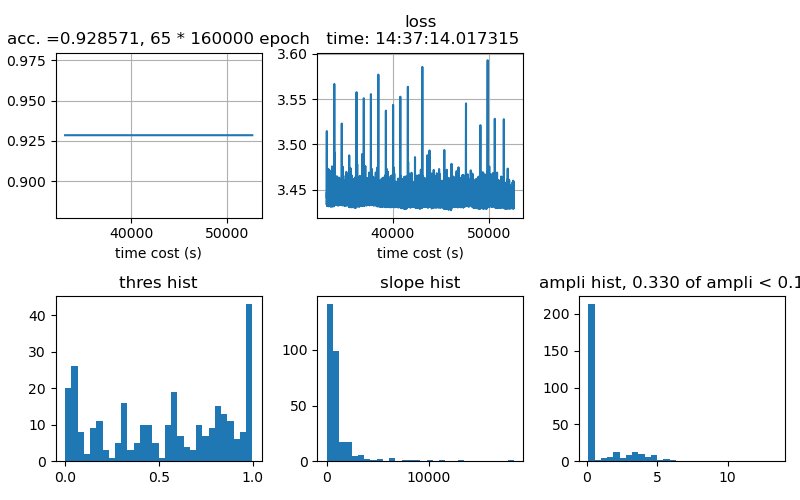 acc. =0.928571, 65 * 160000 epoch
loss
time: 14:37:14.017315
0.975
0.950
0.925
0.900
40000 50000
time cost (s)
3.60
3.55
3.50
3.45
40000 50000
time cost (s)
thres hist
slope hist
ampli hist, 0.330 of ampli < 0.1
40
30
20
10
0
0.0 0.5 1.0
100
50
0
0 10000
200
150
100
50
0
0 5 10